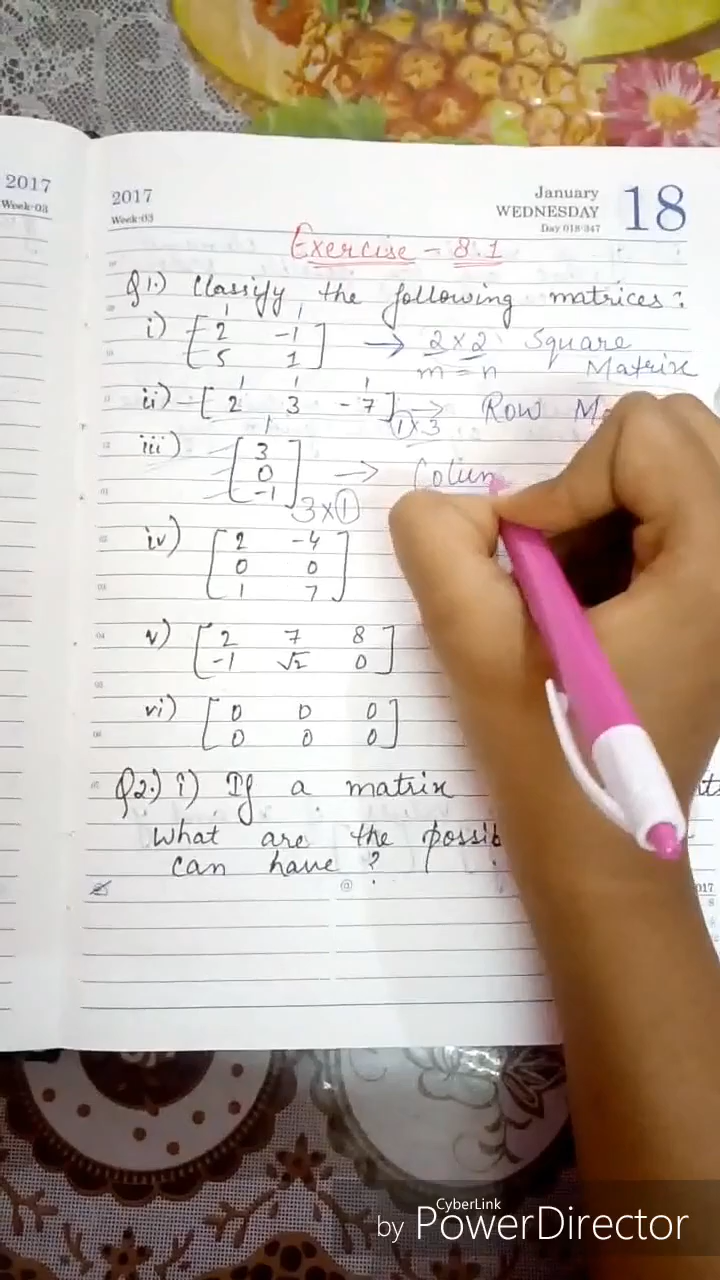 2017
Week-03
2017
Week-03
January
WEDNESDAY
Day 018-347
18
Exercise - 8.1
Q1.) Classify the following matrices:
i) [ 2 -1
5 1 ] → 2 × 2 Square
m = n Matrix
ii) [ 2 3 -7 ] → Row
1 × 3
iii) [ 3
0
-1 ] → Colum
3 × 1
iv) [ 2 -4
0 0
1 7 ]
v) [ 2 7 8
-1 √2 0 ]
vi) [ 0 0 0
0 0 0 ]
Q2.) i) If a matrix
What are the possib
can have ?
017
CyberLink
by PowerDirector